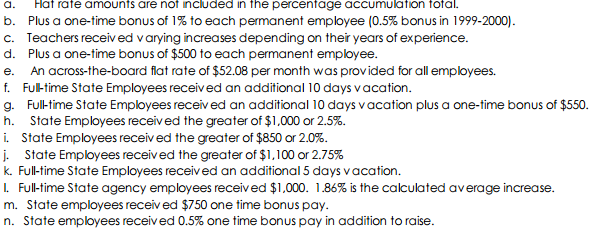 a. Flat rate amounts are not included in the percentage accumulation total.
b. Plus a one-time bonus of 1% to each permanent employee (0.5% bonus in 1999-2000).
c. Teachers received varying increases depending on their years of experience.
d. Plus a one-time bonus of $500 to each permanent employee.
e. An across-the-board flat rate of $52.08 per month was provided for all employees.
f. Full-time State Employees received an additional 10 days vacation.
g. Full-time State Employees received an additional 10 days vacation plus a one-time bonus of $550.
h. State Employees received the greater of $1,000 or 2.5%.
i. State Employees received the greater of $850 or 2.0%.
j. State Employees received the greater of $1,100 or 2.75%
k. Full-time State Employees received an additional 5 days vacation.
l. Full-time State agency employees received $1,000. 1.86% is the calculated average increase.
m. State employees received $750 one time bonus pay.
n. State employees received 0.5% one time bonus pay in addition to raise.